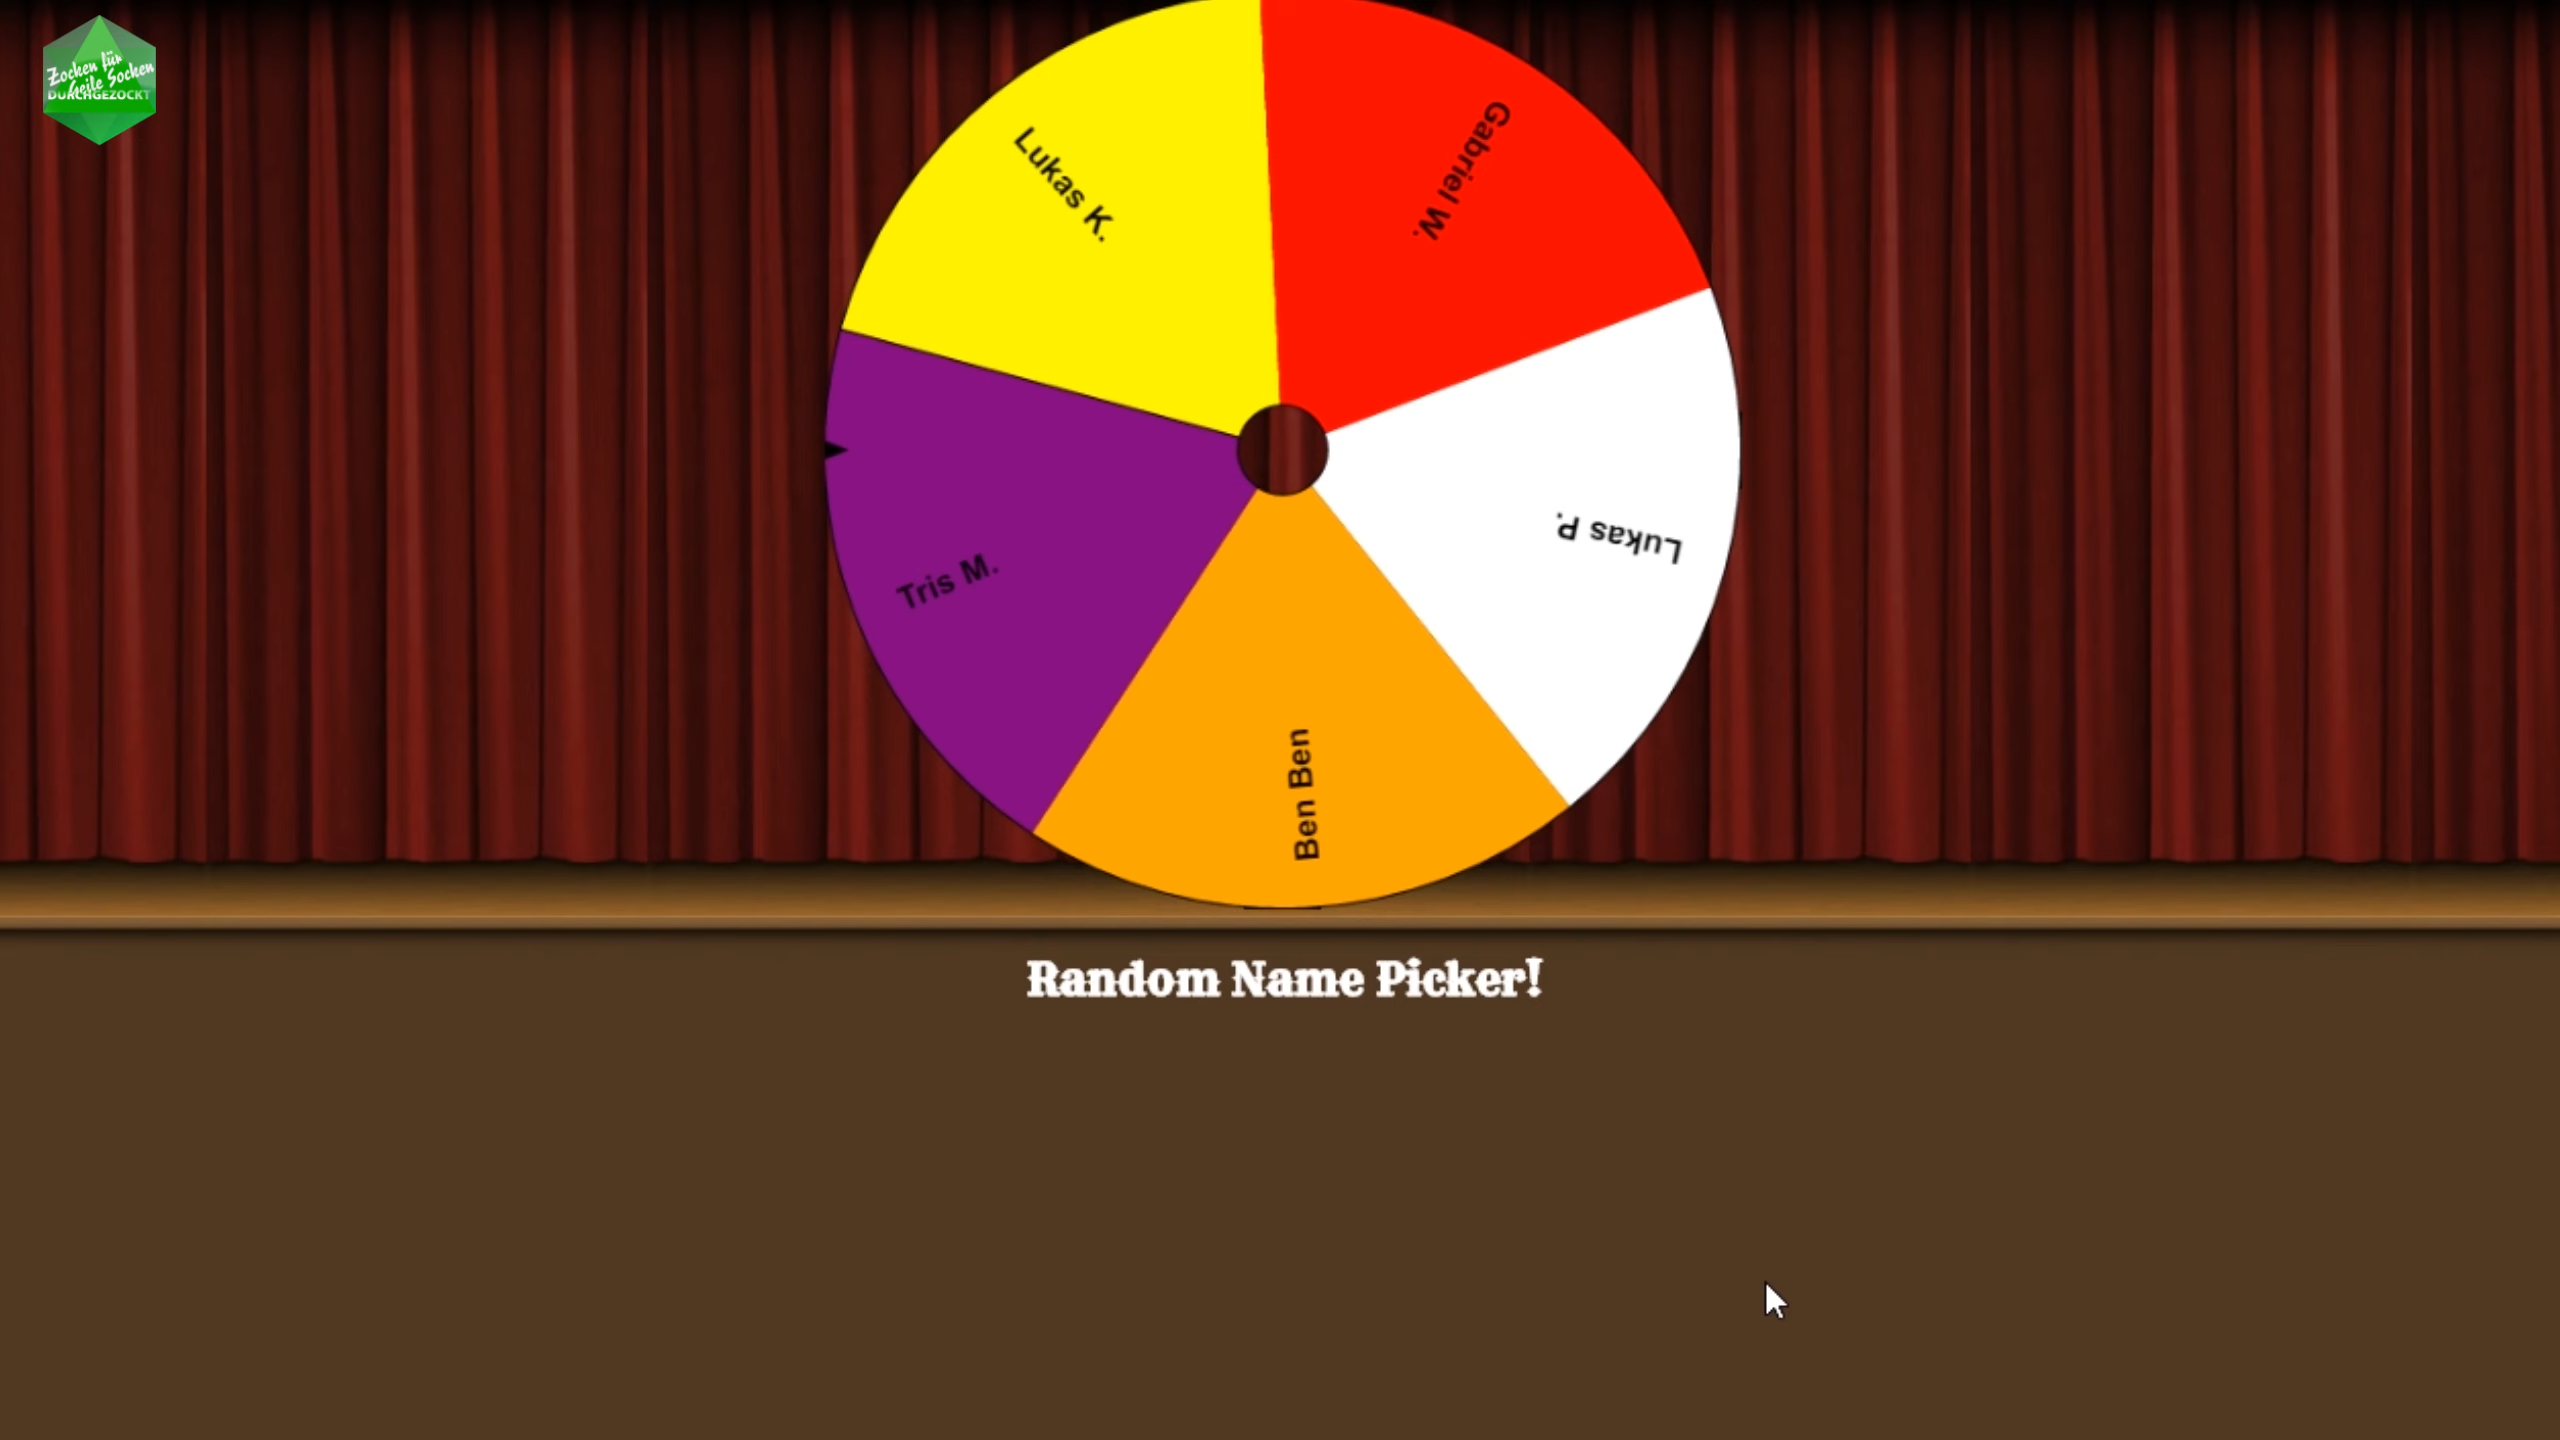 Zocken für
Geile Socken
DURCHGEZOCKT
Gabriel W.
Lukas K.
Lukas P.
Tris M.
Ben Ben
Random Name Picker!